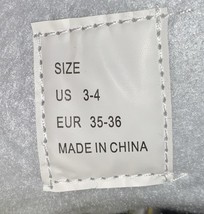 SIZE
US 3-4
EUR 35-36
MADE IN CHINA